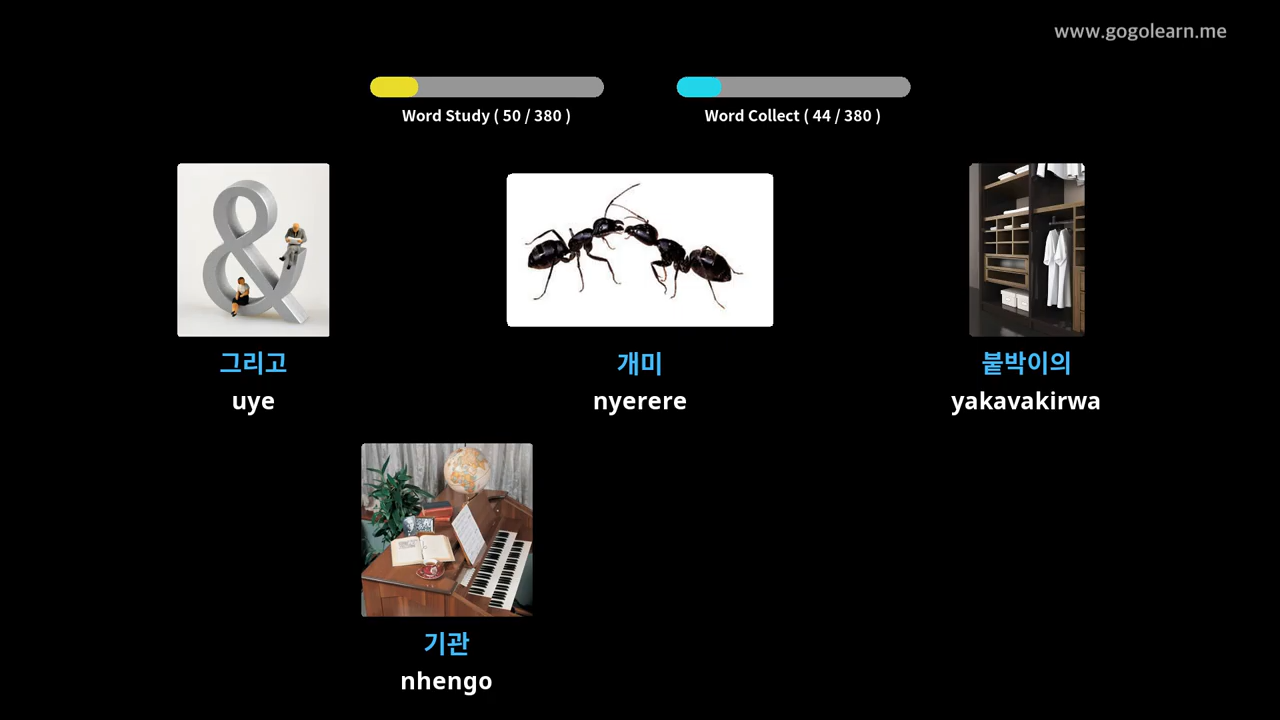 www.gogolearn.me
Word Study ( 50 / 380 )
Word Collect ( 44 / 380 )
그리고
uye
개미
nyerere
붙박이의
yakavakirwa
기관
nhengo